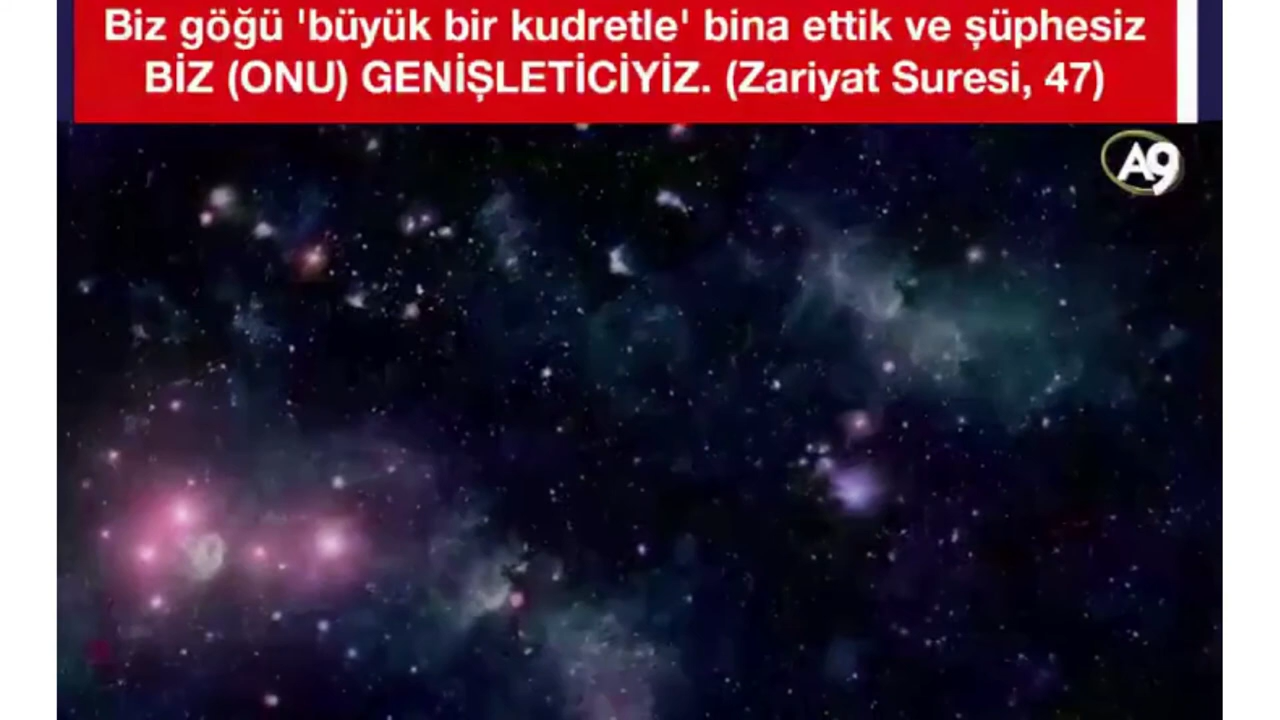 Biz göğü 'büyük bir kudretle' bina ettik ve şüphesiz
BİZ (ONU) GENİŞLETİCİYİZ. (Zariyat Suresi, 47)
A9